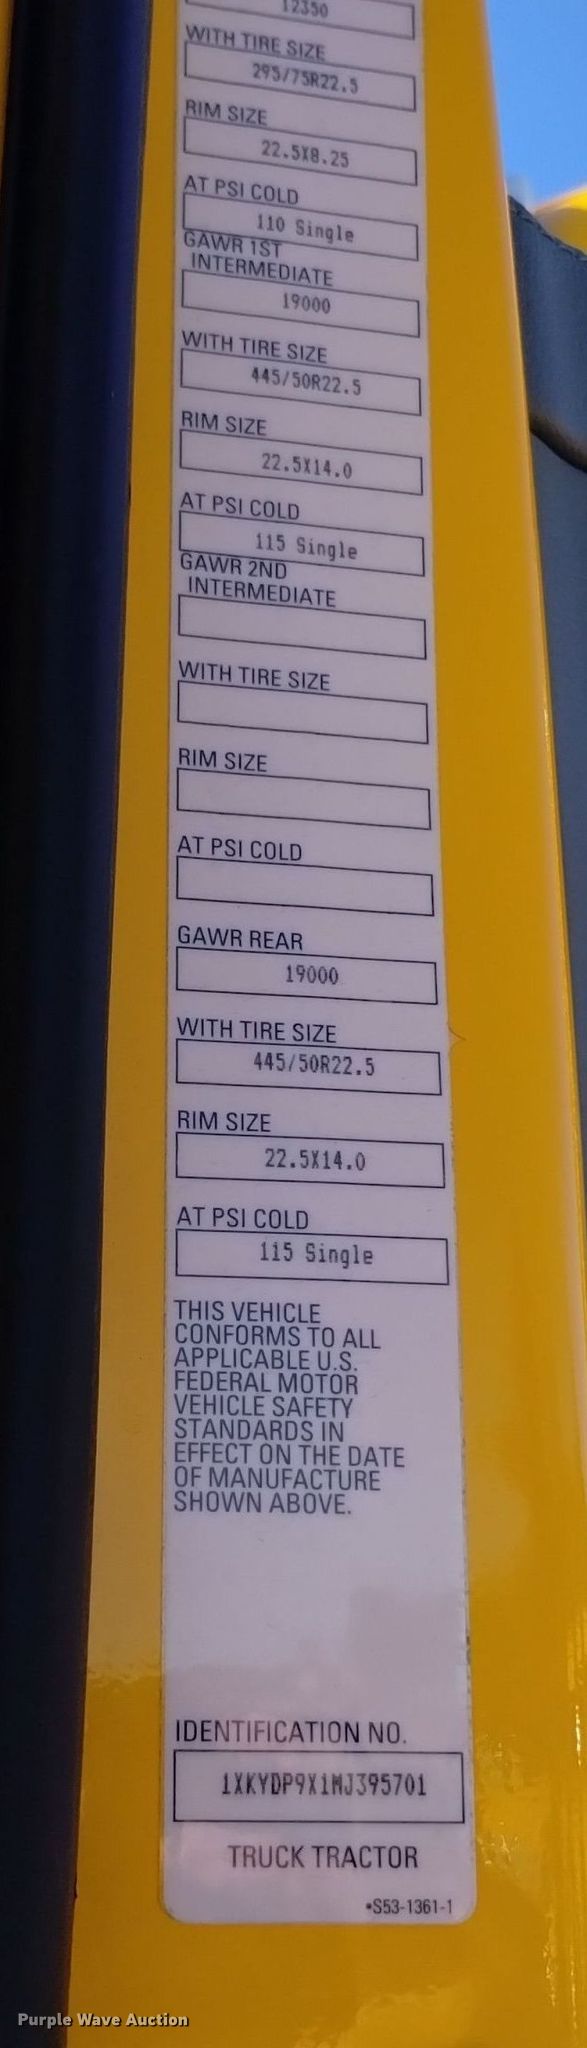 12350
WITH TIRE SIZE
295/75R22.5
RIM SIZE
22.5X8.25
AT PSI COLD
110 Single
GAWR 1ST
INTERMEDIATE
19000
WITH TIRE SIZE
445/50R22.5
RIM SIZE
22.5X14.0
AT PSI COLD
115 Single
GAWR 2ND
INTERMEDIATE
WITH TIRE SIZE
RIM SIZE
AT PSI COLD
GAWR REAR
19000
WITH TIRE SIZE
445/50R22.5
RIM SIZE
22.5X14.0
AT PSI COLD
115 Single
THIS VEHICLE
CONFORMS TO ALL
APPLICABLE U.S.
FEDERAL MOTOR
VEHICLE SAFETY
STANDARDS IN
EFFECT ON THE DATE
OF MANUFACTURE
SHOWN ABOVE.
IDENTIFICATION NO.
1XKYDP9X1MJ395701
TRUCK TRACTOR
•S53-1361-1
Purple Wave Auction